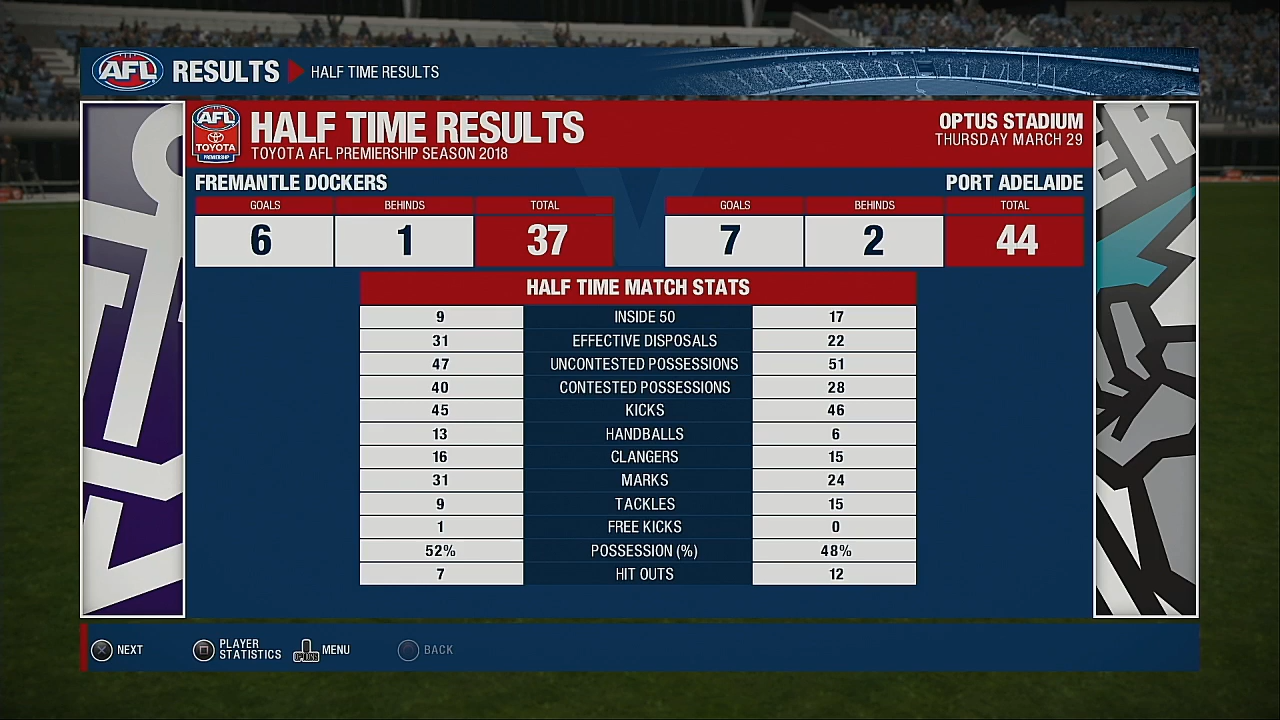 AFL RESULTS HALF TIME RESULTS
AFL TOYOTA PREMIERSHIP
HALF TIME RESULTS
TOYOTA AFL PREMIERSHIP SEASON 2018
OPTUS STADIUM
THURSDAY MARCH 29
FREMANTLE DOCKERS PORT ADELAIDE
GOALS BEHINDS TOTAL GOALS BEHINDS TOTAL
6 1 37 7 2 44
HALF TIME MATCH STATS
9 INSIDE 50 17
31 EFFECTIVE DISPOSALS 22
47 UNCONTESTED POSSESSIONS 51
40 CONTESTED POSSESSIONS 28
45 KICKS 46
13 HANDBALLS 6
16 CLANGERS 15
31 MARKS 24
9 TACKLES 15
1 FREE KICKS 0
52% POSSESSION (%) 48%
7 HIT OUTS 12
NEXT PLAYER STATISTICS OPTIONS MENU BACK